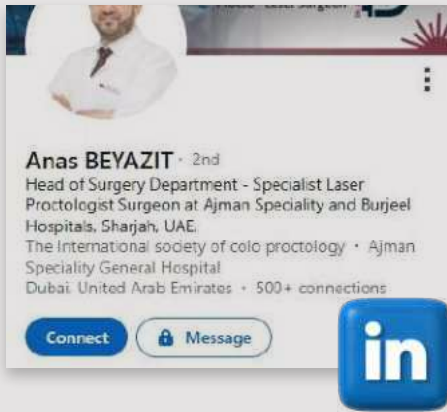 Anas BEYAZIT · 2nd
Head of Surgery Department - Specialist Laser
Proctologist Surgeon at Ajman Speciality and Burjeel
Hospitals, Sharjah, UAE.
The International society of colo proctology · Ajman
Speciality General Hospital
Dubai, United Arab Emirates · 500+ connections
Connect
Message
in